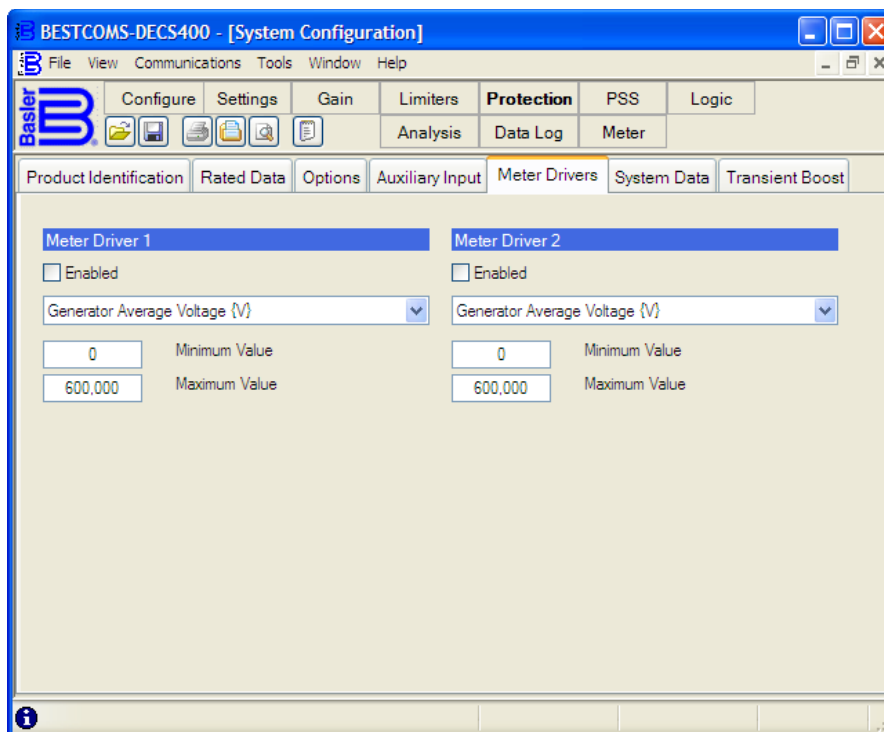 BESTCOMS-DECS400 - [System Configuration]
File View Communications Tools Window Help
Basler
Configure Settings Gain Limiters Protection PSS Logic
Analysis Data Log Meter
Product Identification Rated Data Options Auxiliary Input Meter Drivers System Data Transient Boost
Meter Driver 1 Meter Driver 2
Enabled Enabled
Generator Average Voltage {V} Generator Average Voltage {V}
0 Minimum Value 0 Minimum Value
600,000 Maximum Value 600,000 Maximum Value